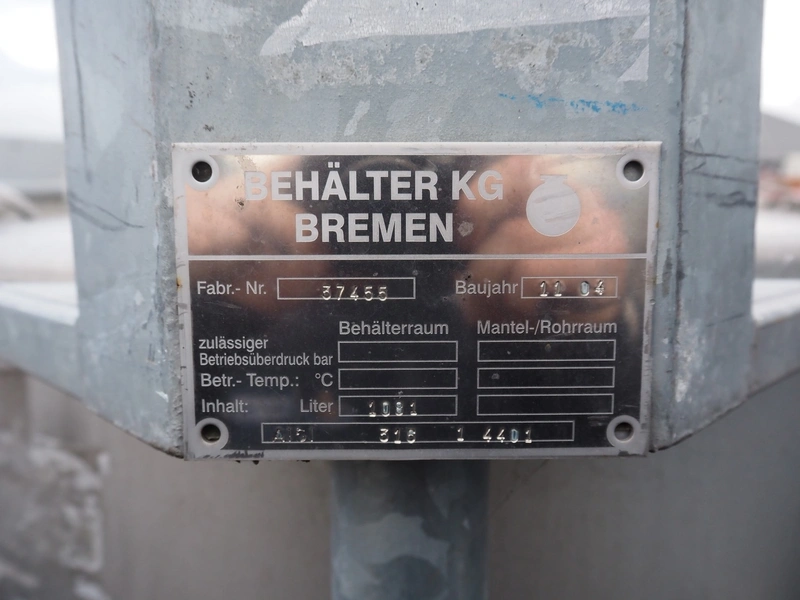 BEHÄLTER KG
BREMEN
Fabr.- Nr. 37455 Baujahr 11 04
Behälterraum Mantel-/Rohrraum
zulässiger
Betriebsüberdruck bar
Betr.- Temp.: °C
Inhalt: Liter 1081
AISI 316 1 4401